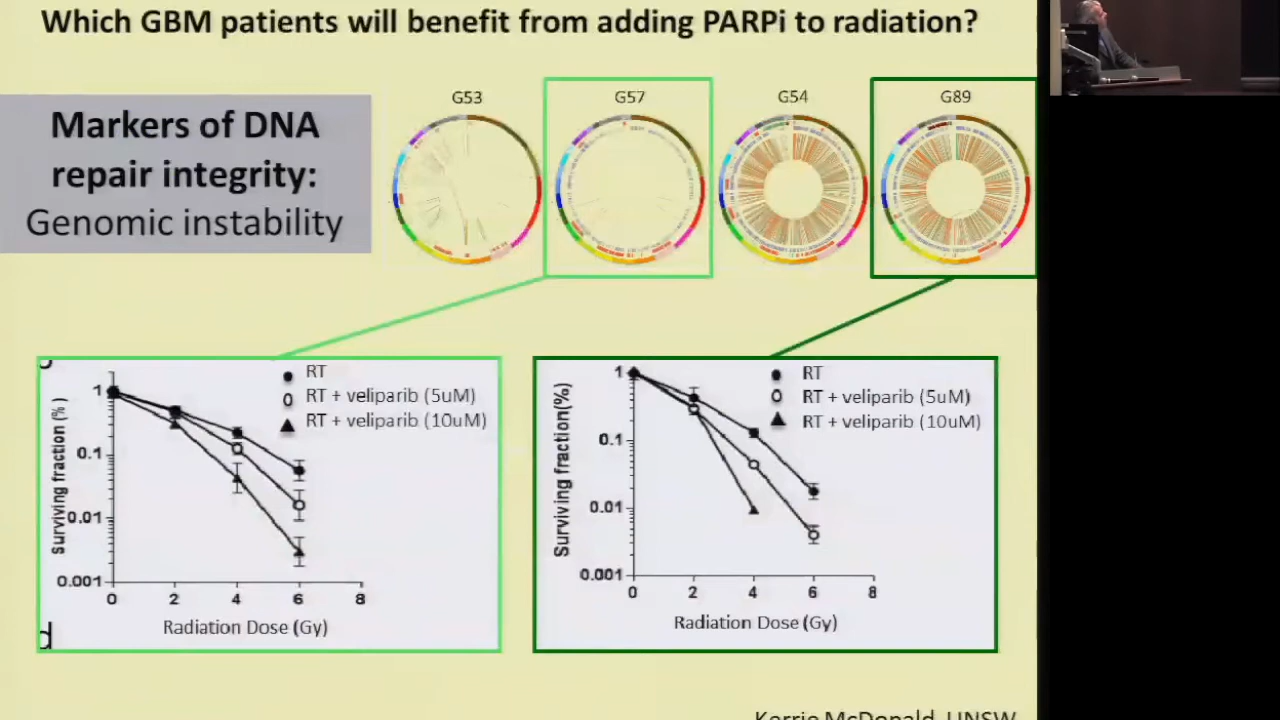 Which GBM patients will benefit from adding PARPi to radiation?
Markers of DNA
repair integrity:
Genomic instability
G53
G57
G54
G89
RT
RT + veliparib (5uM)
RT + veliparib (10uM)
Surviving fraction (%)
1
0.1
0.01
0.001
0
2
4
6
8
Radiation Dose (Gy)
d
RT
RT + veliparib (5uM)
RT + veliparib (10uM)
Surviving fraction(%)
1
0.1
0.01
0.001
0
2
4
6
8
Radiation Dose (Gy)
Kerrie McDonald, UNSW